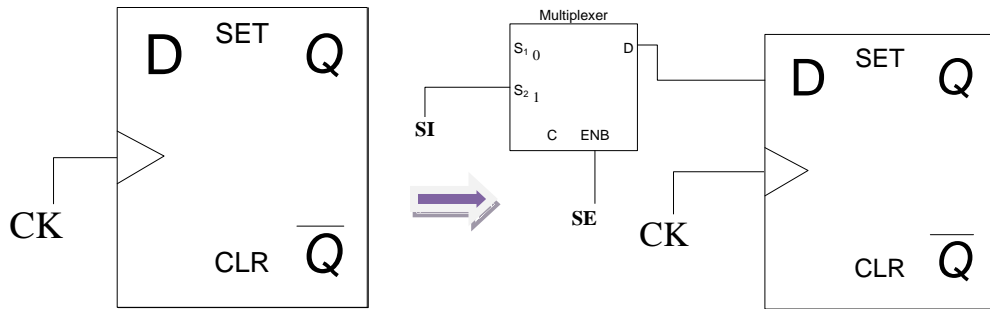 D SET Q
CK
CLR Q
Multiplexer
S1 0 D
S2 1
SI
C ENB
SE
D SET Q
CK
CLR Q